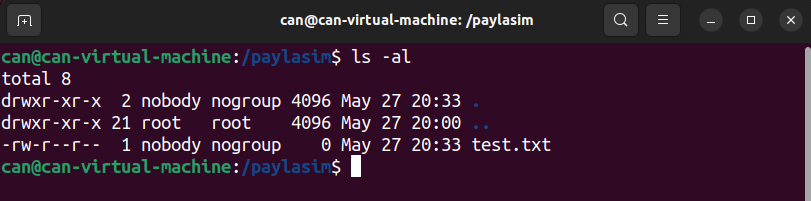 can@can-virtual-machine: /paylasim
can@can-virtual-machine:/paylasim$ ls -al
total 8
drwxr-xr-x  2 nobody nogroup 4096 May 27 20:33 .
drwxr-xr-x 21 root   root    4096 May 27 20:00 ..
-rw-r--r--  1 nobody nogroup    0 May 27 20:33 test.txt
can@can-virtual-machine:/paylasim$